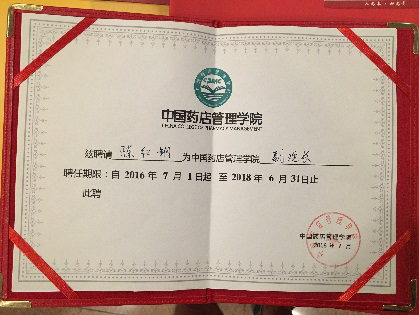 中国药店管理学院
CHINA COLLEGE OF PHARMACY MANAGEMENT
兹聘请 陈红 为中国药店管理学院 副院长
聘任期限：自 2016 年 7 月 1日起 至 2018 年 6 月 31日止
此聘
中国药店管理学院
2016 年 7 月